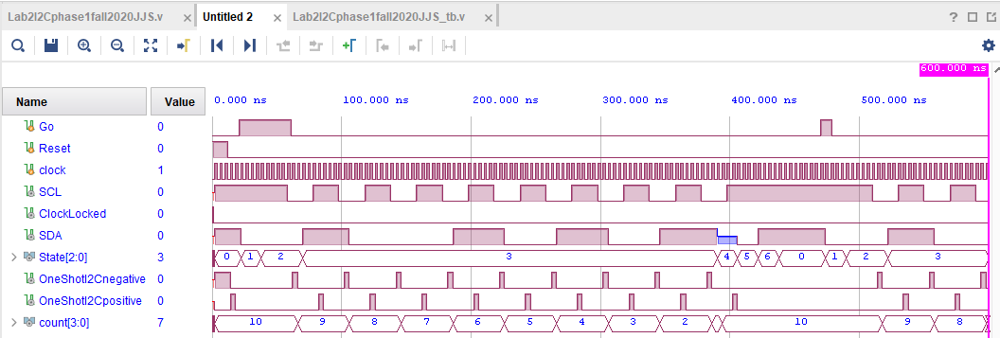 Lab2I2Cphase1fall2020JJS.v × Untitled 2 × Lab2I2Cphase1fall2020JJS_tb.v ×
600.000 ns
Name Value 0.000 ns 100.000 ns 200.000 ns 300.000 ns 400.000 ns 500.000 ns
Go 0
Reset 0
clock 1
SCL 0
ClockLocked 0
SDA 0
State[2:0] 3 0 1 2 3 4 5 6 0 1 2 3
OneShotI2Cnegative 0
OneShotI2Cpositive 0
count[3:0] 7 10 9 8 7 6 5 4 3 2 10 9 8